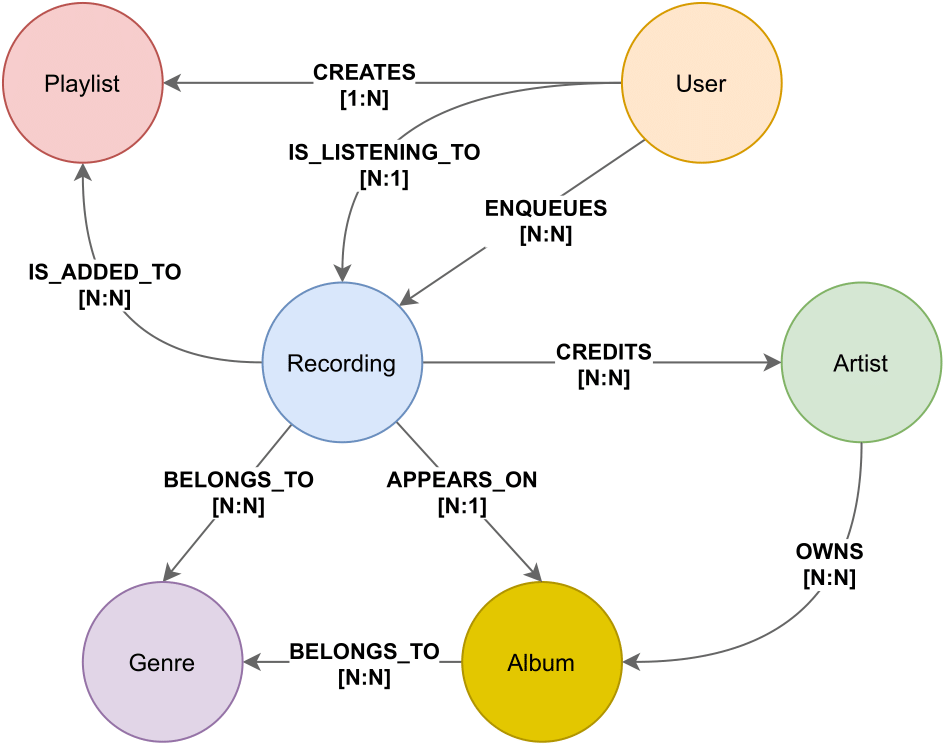 Playlist
CREATES
[1:N]
User
IS_LISTENING_TO
[N:1]
ENQUEUES
[N:N]
IS_ADDED_TO
[N:N]
Recording
CREDITS
[N:N]
Artist
BELONGS_TO
[N:N]
APPEARS_ON
[N:1]
OWNS
[N:N]
Genre
BELONGS_TO
[N:N]
Album